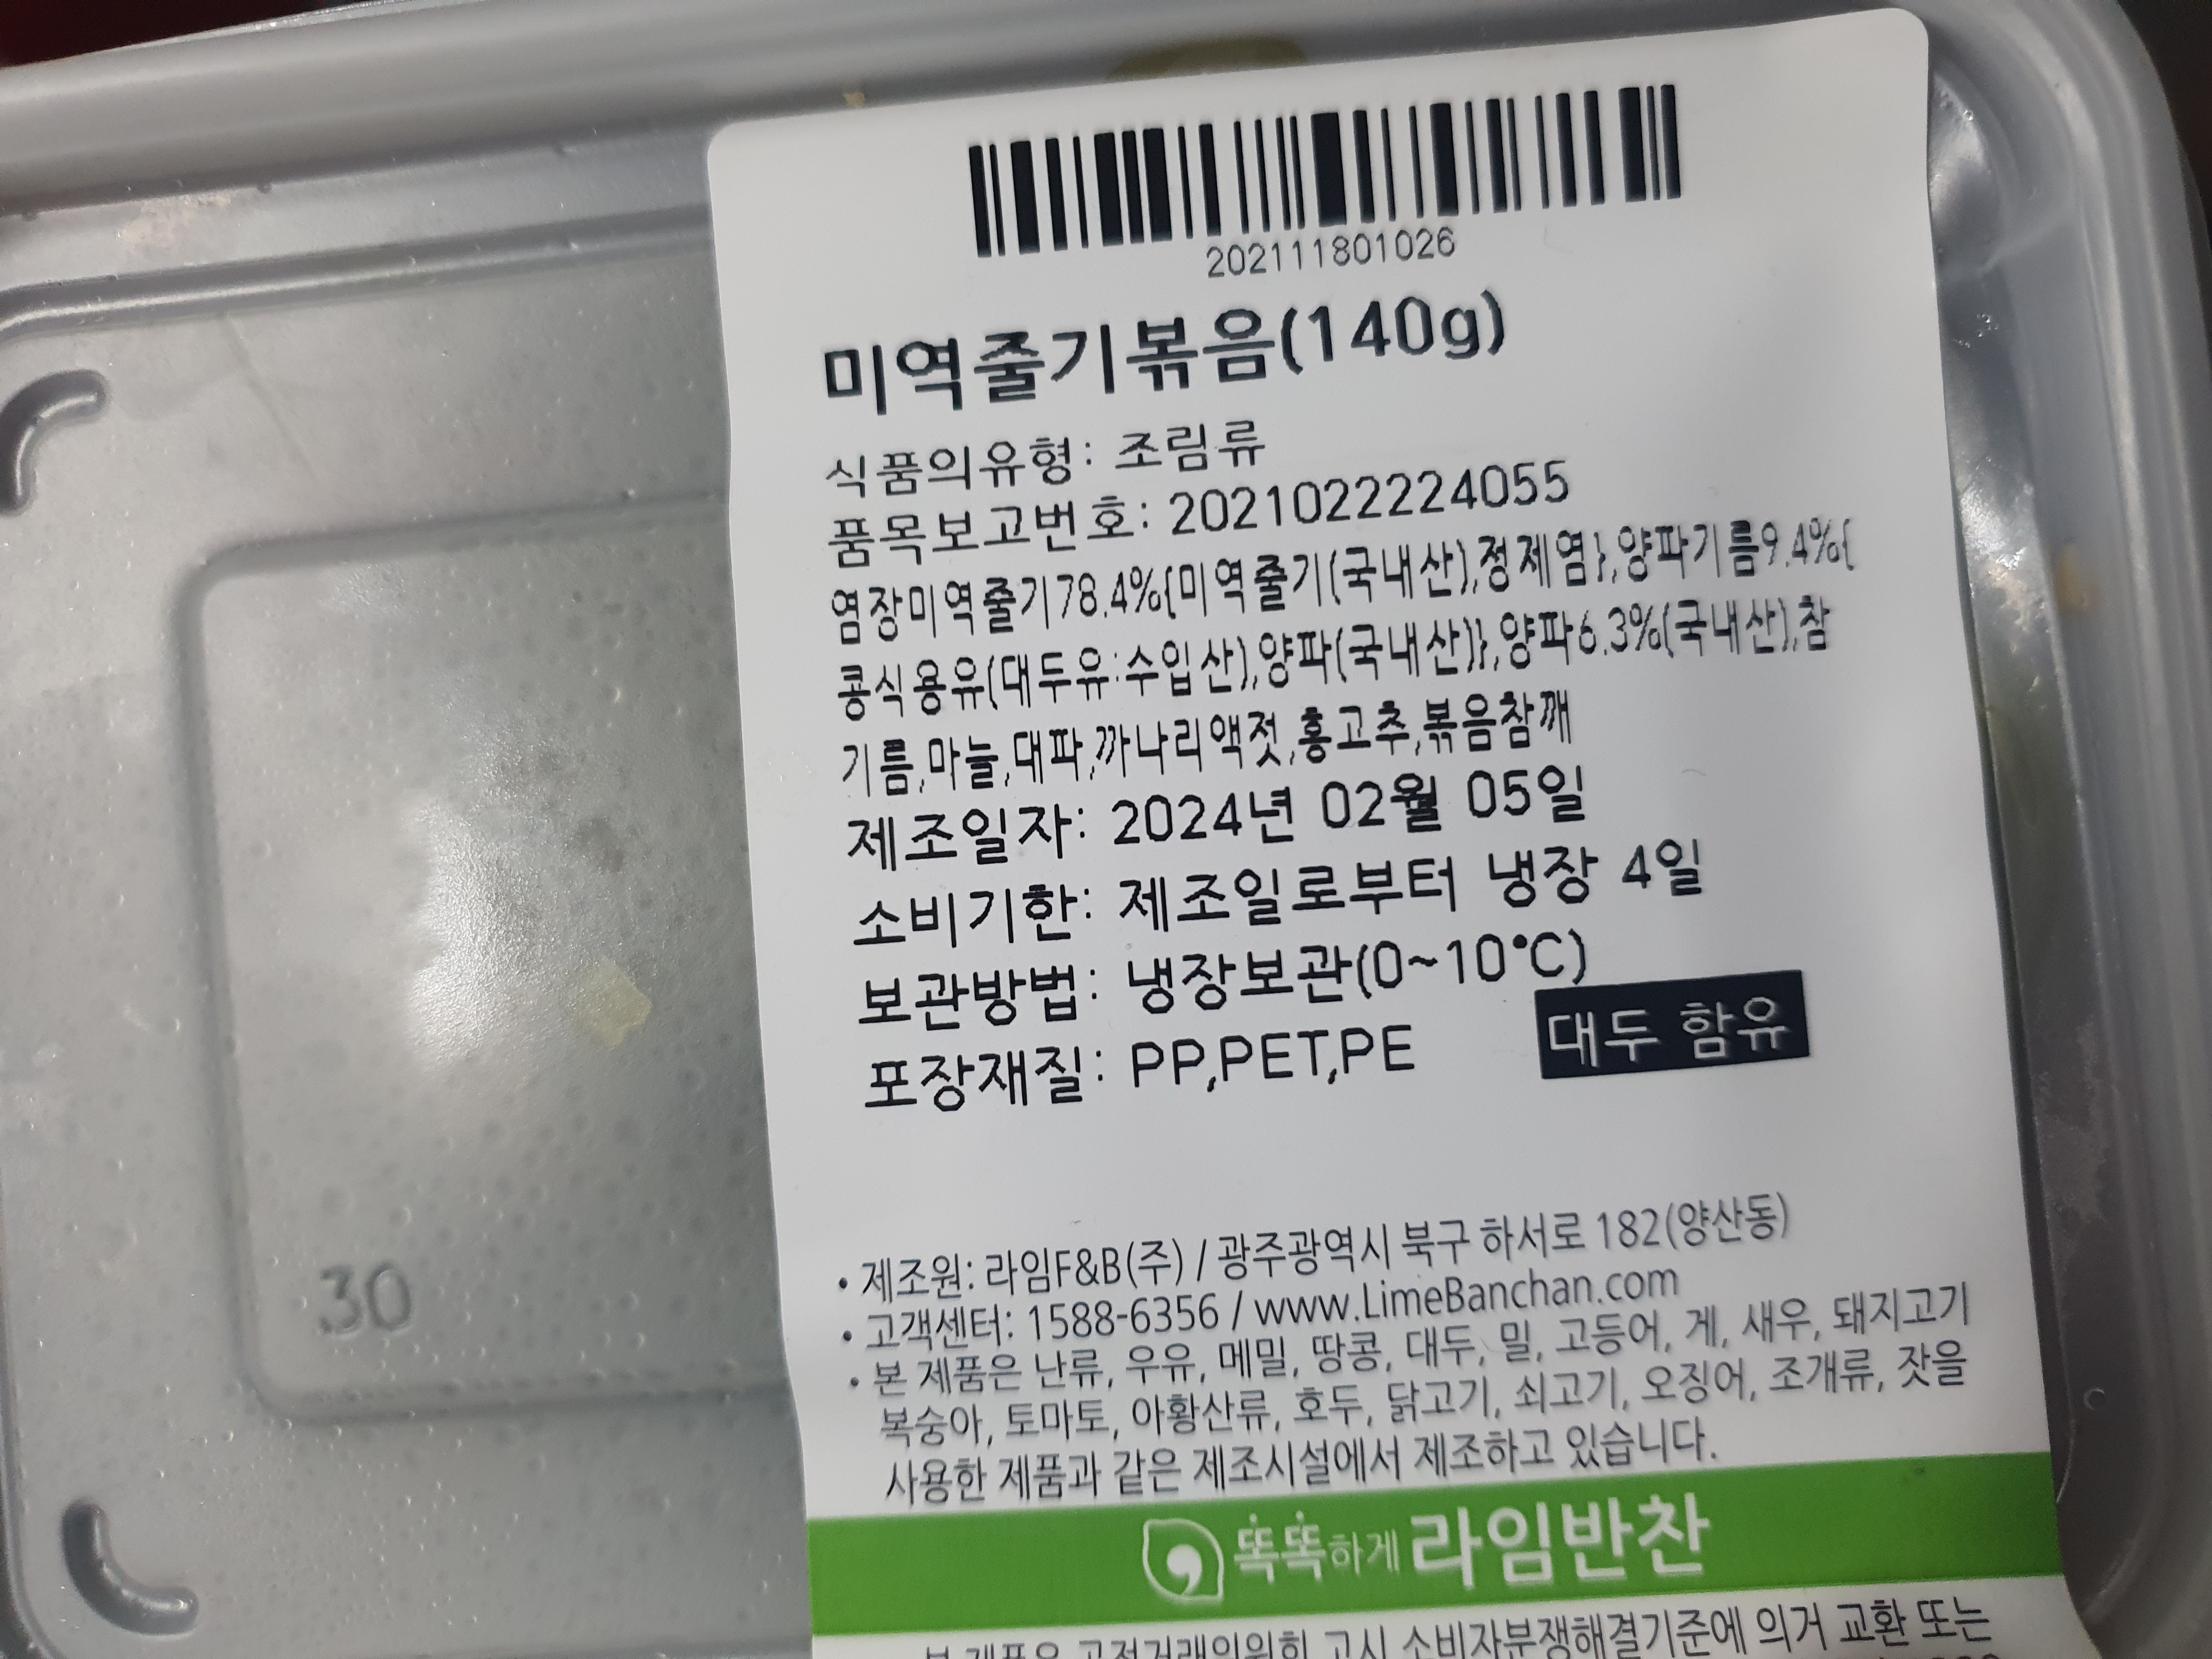 202111801026
미역줄기볶음(140g)
식품의유형: 조림류
품목보고번호: 2021022224055
염장미역줄기78.4%{미역줄기(국내산),정제염},양파기름9.4%{
콩식용유(대두유:수입산),양파(국내산)},양파6.3%(국내산),참
기름,마늘,대파,까나리액젓,홍고추,볶음참깨
제조일자: 2024년 02월 05일
소비기한: 제조일로부터 냉장 4일
보관방법: 냉장보관(0~10℃)
포장재질: PP,PET,PE
대두 함유
• 제조원: 라임F&B(주) / 광주광역시 북구 하서로 182(양산동)
• 고객센터: 1588-6356 / www.LimeBanchan.com
• 본 제품은 난류, 우유, 메밀, 땅콩, 대두, 밀, 고등어, 게, 새우, 돼지고기
복숭아, 토마토, 아황산류, 호두, 닭고기, 쇠고기, 오징어, 조개류, 잣을
사용한 제품과 같은 제조시설에서 제조하고 있습니다.
똑똑하게 라임반찬
본 제품은 공정거래위원회 고시 소비자분쟁해결기준에 의거 교환 또는
30